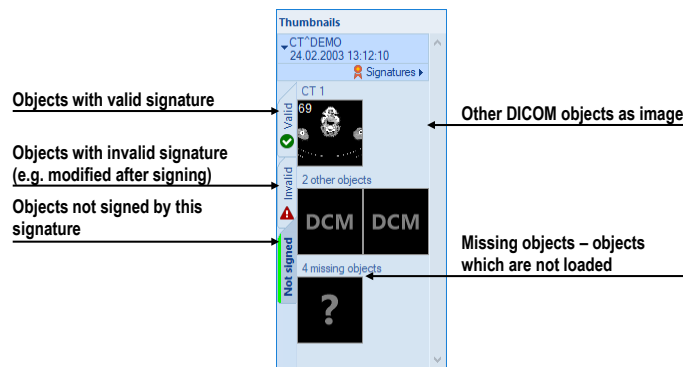 Thumbnails
CT^DEMO
24.02.2003 13:12:10
Signatures
CT 1
69
Valid
Objects with valid signature
Other DICOM objects as image
Objects with invalid signature
(e.g. modified after signing)
Invalid
2 other objects
DCM DCM
Objects not signed by this
signature
Not signed
Missing objects – objects
which are not loaded
4 missing objects
?